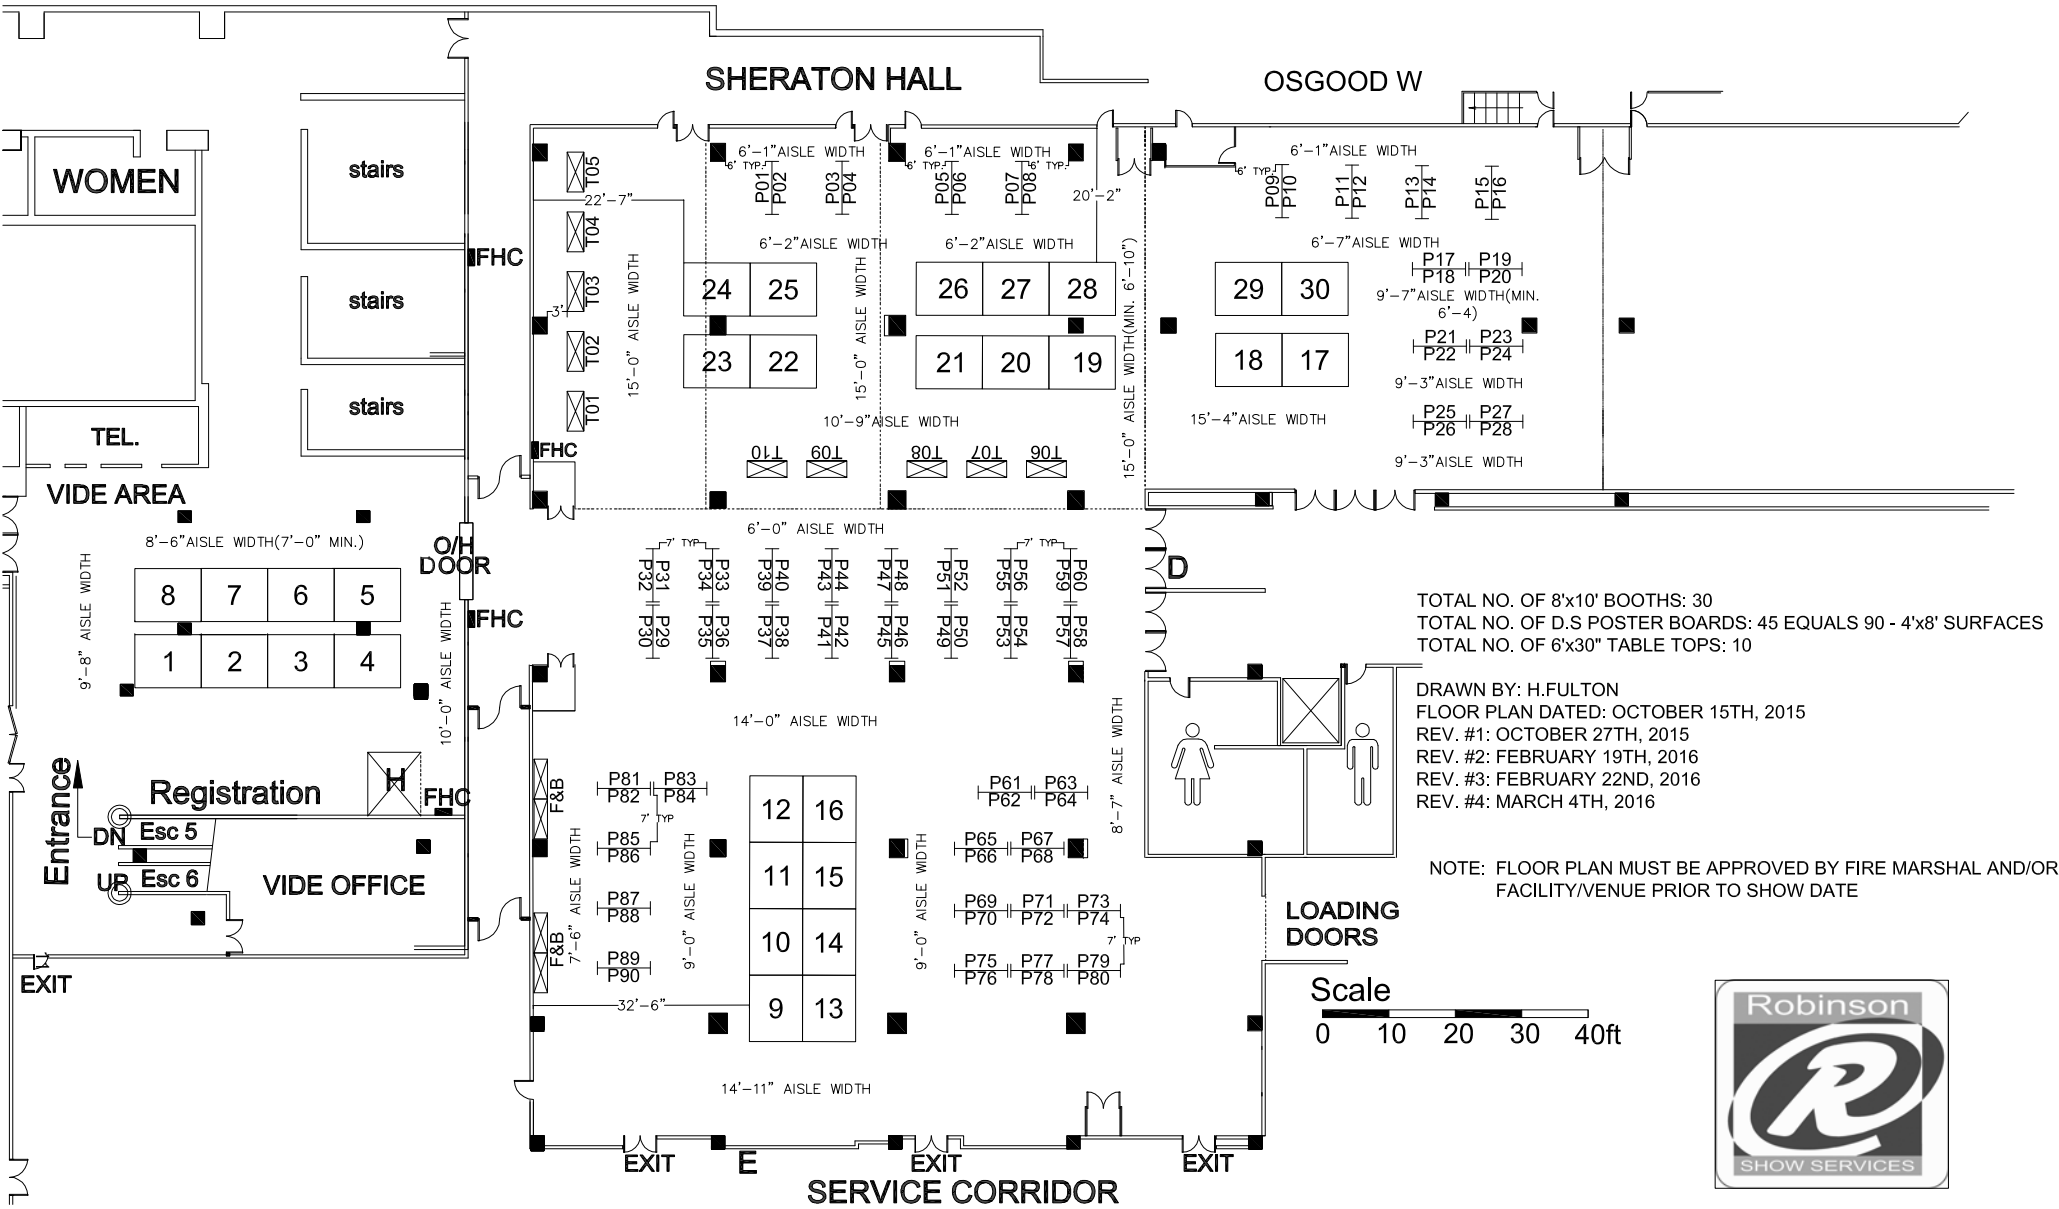 SHERATON HALL
OSGOOD W
WOMEN
stairs
stairs
stairs
TEL.
VIDE AREA
FHC
FHC
FHC
FHC
O/H
DOOR
T05
T04
T03
T02
T01
22'-7"
3'
15'-0" AISLE WIDTH
6'-1"AISLE WIDTH
6' TYP.
P01
P02
P03
P04
6'-1"AISLE WIDTH
6' TYP.
6' TYP.
P05
P06
P07
P08
20'-2"
6'-1"AISLE WIDTH
6' TYP.
P09
P10
P11
P12
P13
P14
P15
P16
6'-2"AISLE WIDTH
6'-2"AISLE WIDTH
6'-7"AISLE WIDTH
24 25
23 22
15'-0" AISLE WIDTH
26 27 28
21 20 19
15'-0" AISLE WIDTH(MIN. 6'-10")
29 30
18 17
P17 P19
P18 P20
9'-7"AISLE WIDTH(MIN.
6'-4)
P21 P23
P22 P24
9'-3"AISLE WIDTH
P25 P27
P26 P28
9'-3"AISLE WIDTH
10'-9"AISLE WIDTH
15'-4"AISLE WIDTH
T10 T09 T08 T07 T06
6'-0" AISLE WIDTH
8'-6"AISLE WIDTH(7'-0" MIN.)
9'-8" AISLE WIDTH
8 7 6 5
1 2 3 4
10'-0" AISLE WIDTH
7' TYP
7' TYP
P32 P31 P34 P33 P39 P40 P43 P44 P47 P48 P51 P52 P55 P56 P59 P60
P30 P29 P35 P36 P37 P38 P41 P42 P45 P46 P49 P50 P53 P54 P57 P58
D
14'-0" AISLE WIDTH
8'-7" AISLE WIDTH
Entrance
Registration
H
DN
Esc 5
UP
Esc 6
VIDE OFFICE
EXIT
F&B
F&B
P81 P83
P82 P84
7' TYP
P85
P86
P87
P88
P89
P90
7'-6" AISLE WIDTH
9'-0" AISLE WIDTH
32'-6"
12 16
11 15
10 14
9 13
9'-0" AISLE WIDTH
P61 P63
P62 P64
P65 P67
P66 P68
P69 P71 P73
P70 P72 P74
7' TYP
P75 P77 P79
P76 P78 P80
14'-11" AISLE WIDTH
EXIT
E
EXIT
EXIT
SERVICE CORRIDOR
LOADING
DOORS
TOTAL NO. OF 8'x10' BOOTHS: 30
TOTAL NO. OF D.S POSTER BOARDS: 45 EQUALS 90 - 4'x8' SURFACES
TOTAL NO. OF 6'x30" TABLE TOPS: 10
DRAWN BY: H.FULTON
FLOOR PLAN DATED: OCTOBER 15TH, 2015
REV. #1: OCTOBER 27TH, 2015
REV. #2: FEBRUARY 19TH, 2016
REV. #3: FEBRUARY 22ND, 2016
REV. #4: MARCH 4TH, 2016
NOTE: FLOOR PLAN MUST BE APPROVED BY FIRE MARSHAL AND/OR
FACILITY/VENUE PRIOR TO SHOW DATE
Scale
0 10 20 30 40ft
Robinson
R
SHOW SERVICES